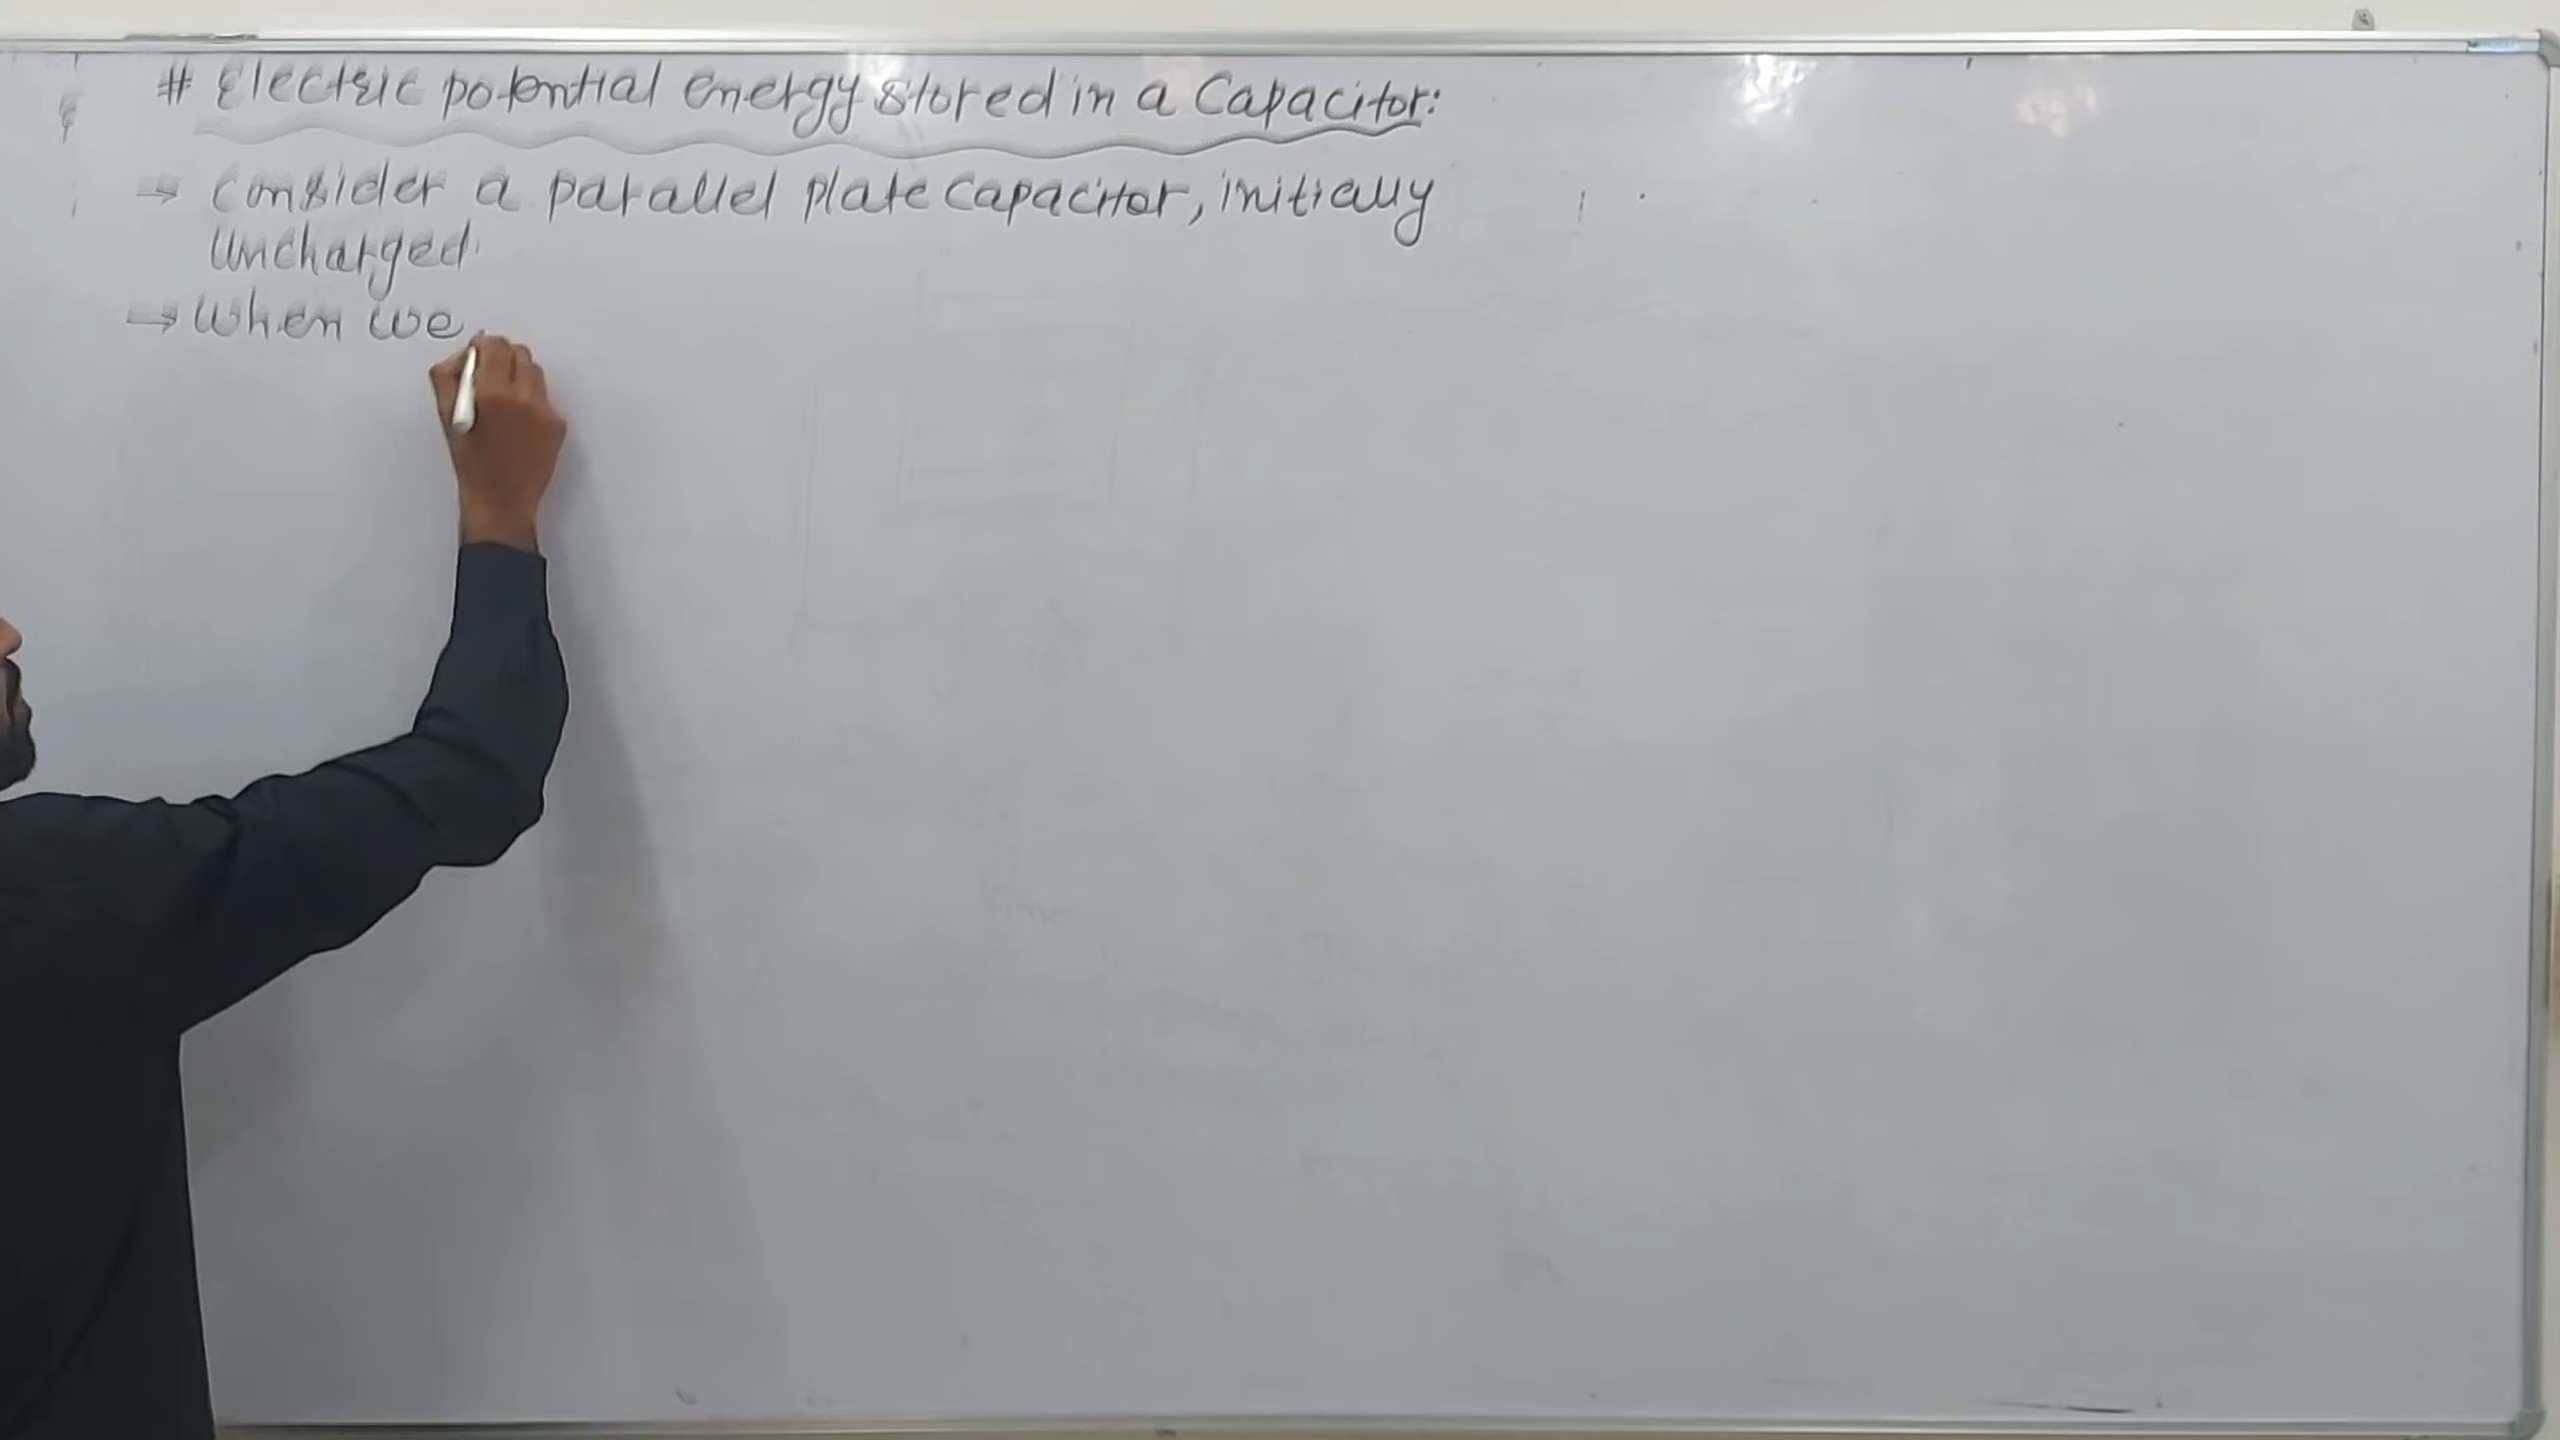 # Electric potential energy stored in a Capacitor:
→ Consider a parallel plate capacitor, initially
Uncharged.
→ When we